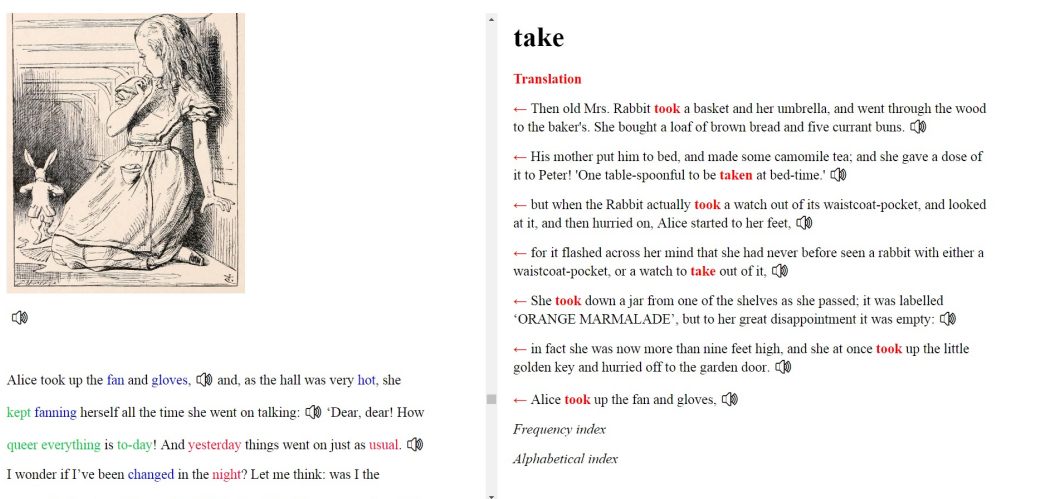 Alice took up the fan and gloves, and, as the hall was very hot, she
kept fanning herself all the time she went on talking: ‘Dear, dear! How
queer everything is to-day! And yesterday things went on just as usual.
I wonder if I’ve been changed in the night? Let me think: was I the
take
Translation
← Then old Mrs. Rabbit took a basket and her umbrella, and went through the wood
to the baker's. She bought a loaf of brown bread and five currant buns.
← His mother put him to bed, and made some camomile tea; and she gave a dose of
it to Peter! 'One table-spoonful to be taken at bed-time.'
← but when the Rabbit actually took a watch out of its waistcoat-pocket, and looked
at it, and then hurried on, Alice started to her feet,
← for it flashed across her mind that she had never before seen a rabbit with either a
waistcoat-pocket, or a watch to take out of it,
← She took down a jar from one of the shelves as she passed; it was labelled
‘ORANGE MARMALADE’, but to her great disappointment it was empty:
← in fact she was now more than nine feet high, and she at once took up the little
golden key and hurried off to the garden door.
← Alice took up the fan and gloves,
Frequency index
Alphabetical index